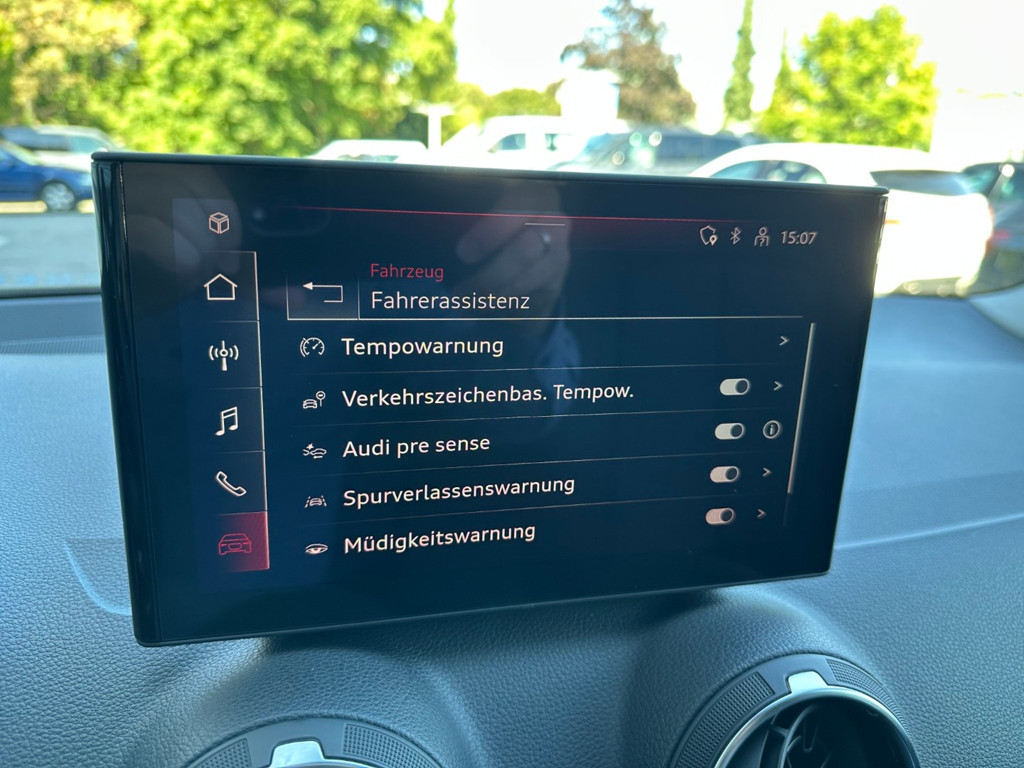 15:07
Fahrzeug
Fahrerassistenz
Tempowarnung
Verkehrszeichenbas. Tempow.
Audi pre sense
Spurverlassenswarnung
Müdigkeitswarnung